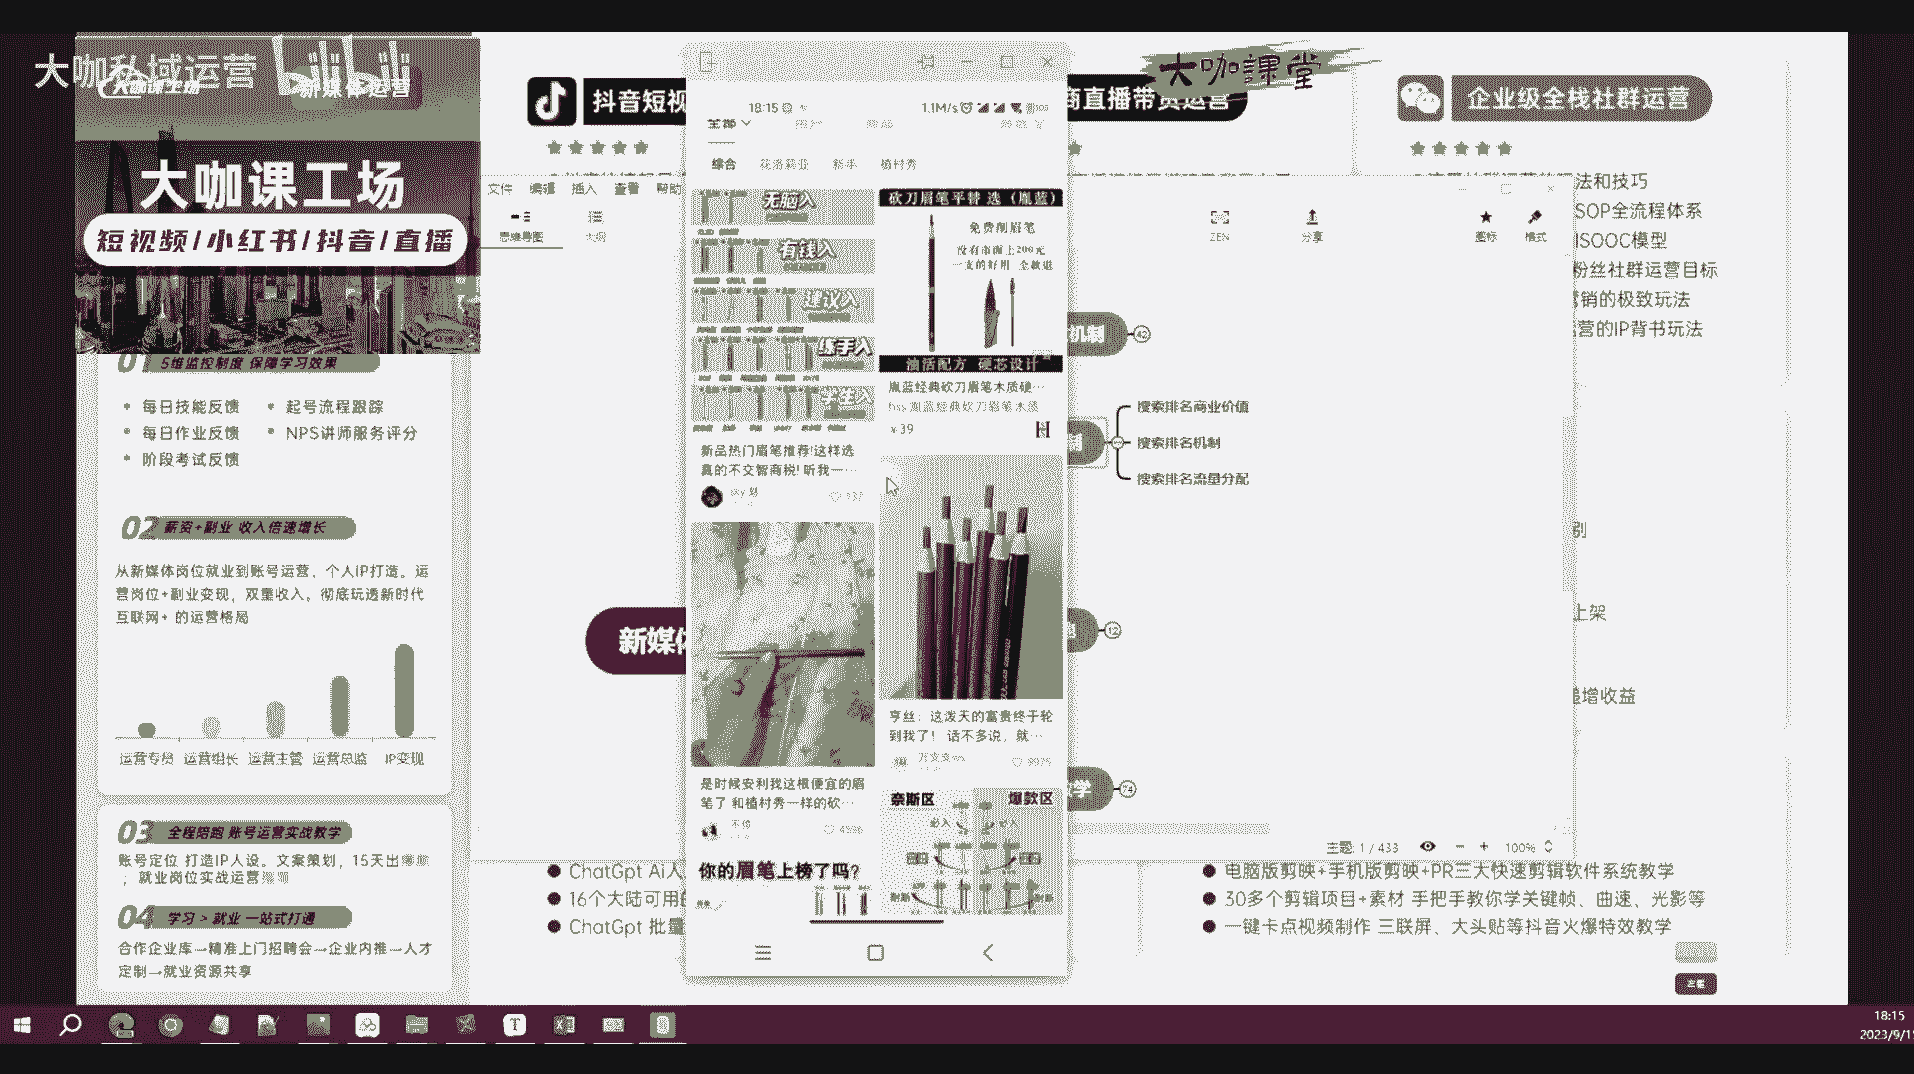 大咖私域运营
新媒体运营
大咖课工场
短视频/小红书/抖音/直播
01 5维监控制度 保障学习效果
每日技能反馈
起号流程跟踪
每日作业反馈
NPS讲师服务评分
阶段考试反馈
02 薪资+副业 收入倍速增长
从新媒体岗位就业到账号运营，个人IP打造。运
营岗位+副业变现，双重收入，彻底玩透新时代
互联网+ 的运营格局
运营专员 运营组长 运营主管 运营总监 IP变现
03 全程陪跑 账号运营实战教学
账号定位 打造IP人设。文案策划，15天出
，就业岗位实战运营
04 学习 > 就业 一站式打通
合作企业库→精准上门招聘会→企业内推→人才
定制→就业资源共享
抖音短视
商直播带货运营
大咖課堂
企业级全栈社群运营
法和技巧
SOP全流程体系
ISOOC模型
粉丝社群运营目标
营销的极致玩法
运营的IP背书玩法
文件 编辑 插入 查看 帮助
思维导图 大纲
ZEN
分享
图标
格式
新媒体
机制
42
制
搜索排名商业价值
搜索排名机制
搜索排名流量分配
12
学
74
上架
递增收益
主题: 1 / 433
100%
18:15
1.1M/s
全部
综合
花洛莉亚
植村秀
无脑入
有钱入
建议入
练手入
学生入
新品热门眉笔推荐!这样选
真的不交智商税! 听我一…
137
砍刀眉笔平替 选（胤蓝）
免费削眉笔
没有市面上200元
一支的好用 全款退
油活配方 硬芯设计
胤蓝经典砍刀眉笔木质硬…
hss 胤蓝经典砍刀眉笔木质
￥39
是时候安利我这根便宜的眉
笔了 和植村秀一样的砍…
亨丝：这泼天的富贵终于轮
到我了！ 话不多说，就…
9975
你的眉笔上榜了吗?
奈斯区
爆款区
必入
ChatGpt Ai人
16个大陆可用的
ChatGpt 批量
电脑版剪映+手机版剪映+PR三大快速剪辑软件系统教学
30多个剪辑项目+素材 手把手教你学关键帧、曲速、光影等
一键卡点视频制作 三联屏、大头贴等抖音火爆特效教学
18:15
2023/9/1